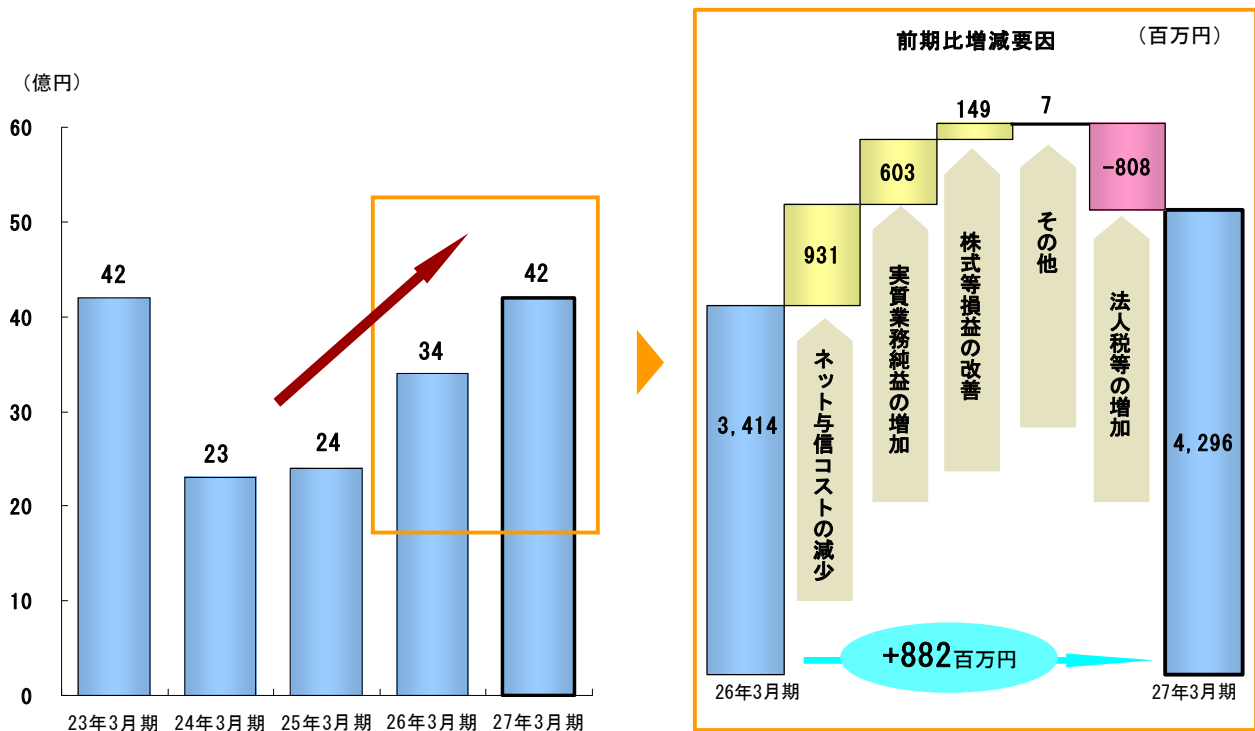 （億円）
60
50
40
30
20
10
0
42
23
24
34
42
23年3月期
24年3月期
25年3月期
26年3月期
27年3月期
前期比増減要因
（百万円）
3,414
931
603
149
7
-808
4,296
ネット与信コストの減少
実質業務純益の増加
株式等損益の改善
その他
法人税等の増加
+882百万円
26年3月期
27年3月期